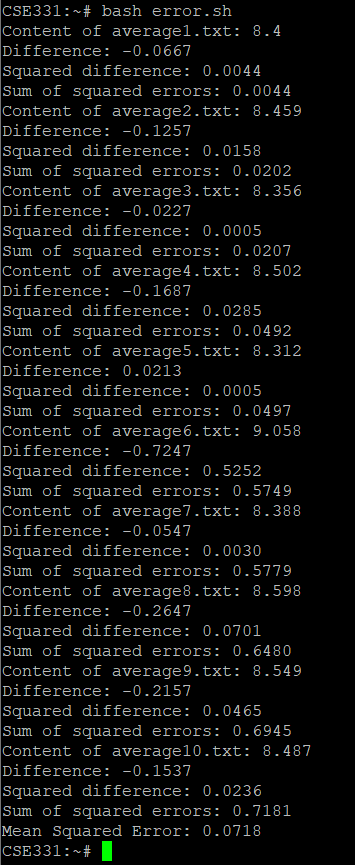 CSE331:~# bash error.sh
Content of average1.txt: 8.4
Difference: -0.0667
Squared difference: 0.0044
Sum of squared errors: 0.0044
Content of average2.txt: 8.459
Difference: -0.1257
Squared difference: 0.0158
Sum of squared errors: 0.0202
Content of average3.txt: 8.356
Difference: -0.0227
Squared difference: 0.0005
Sum of squared errors: 0.0207
Content of average4.txt: 8.502
Difference: -0.1687
Squared difference: 0.0285
Sum of squared errors: 0.0492
Content of average5.txt: 8.312
Difference: 0.0213
Squared difference: 0.0005
Sum of squared errors: 0.0497
Content of average6.txt: 9.058
Difference: -0.7247
Squared difference: 0.5252
Sum of squared errors: 0.5749
Content of average7.txt: 8.388
Difference: -0.0547
Squared difference: 0.0030
Sum of squared errors: 0.5779
Content of average8.txt: 8.598
Difference: -0.2647
Squared difference: 0.0701
Sum of squared errors: 0.6480
Content of average9.txt: 8.549
Difference: -0.2157
Squared difference: 0.0465
Sum of squared errors: 0.6945
Content of average10.txt: 8.487
Difference: -0.1537
Squared difference: 0.0236
Sum of squared errors: 0.7181
Mean Squared Error: 0.0718
CSE331:~#